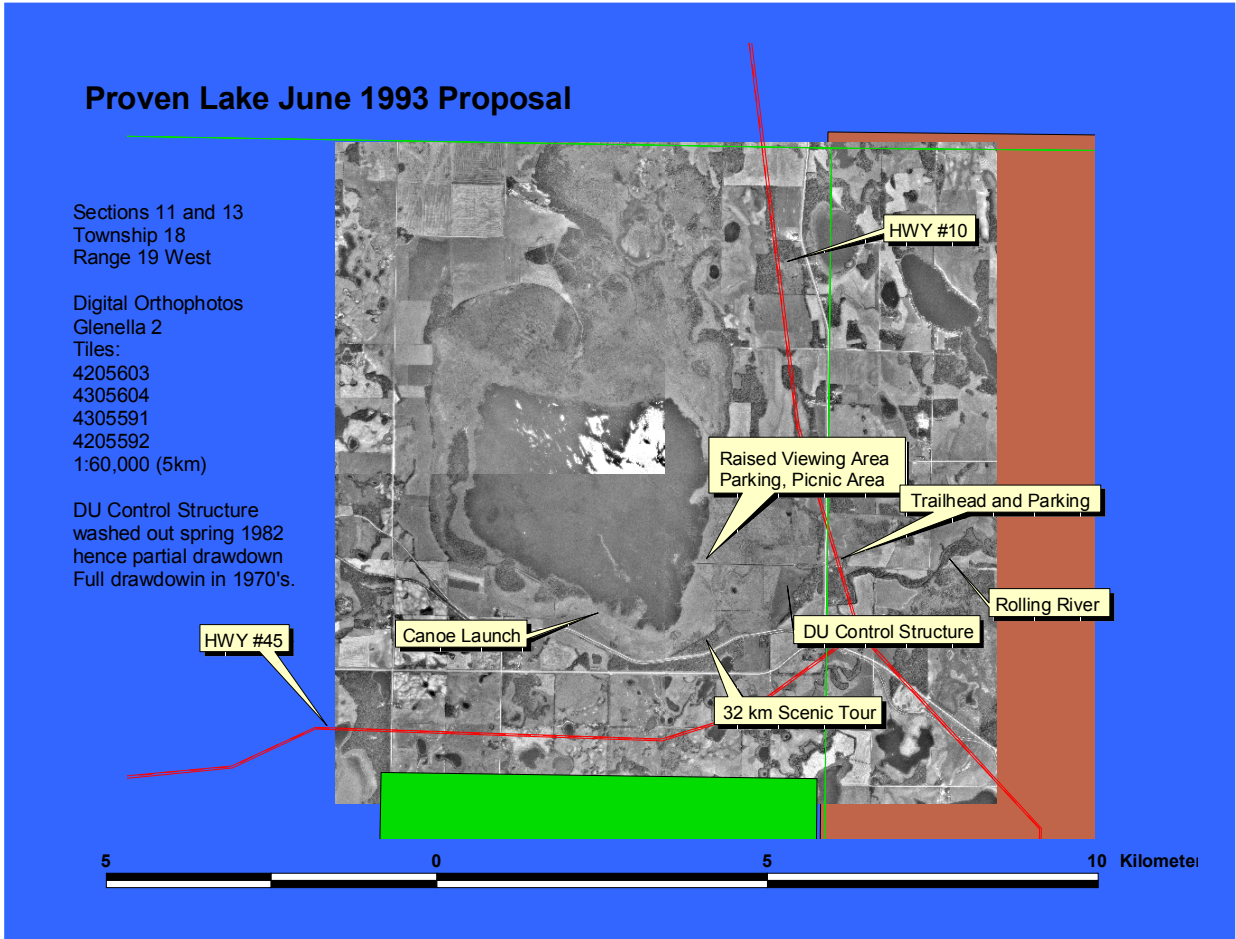 Proven Lake June 1993 Proposal
Sections 11 and 13
Township 18
Range 19 West
Digital Orthophotos
Glenella 2
Tiles:
4205603
4305604
4305591
4205592
1:60,000 (5km)
DU Control Structure
washed out spring 1982
hence partial drawdown
Full drawdowin in 1970's.
HWY #10
Raised Viewing Area
Parking, Picnic Area
Trailhead and Parking
Rolling River
DU Control Structure
Canoe Launch
HWY #45
32 km Scenic Tour
5 0 5 10 Kilometer